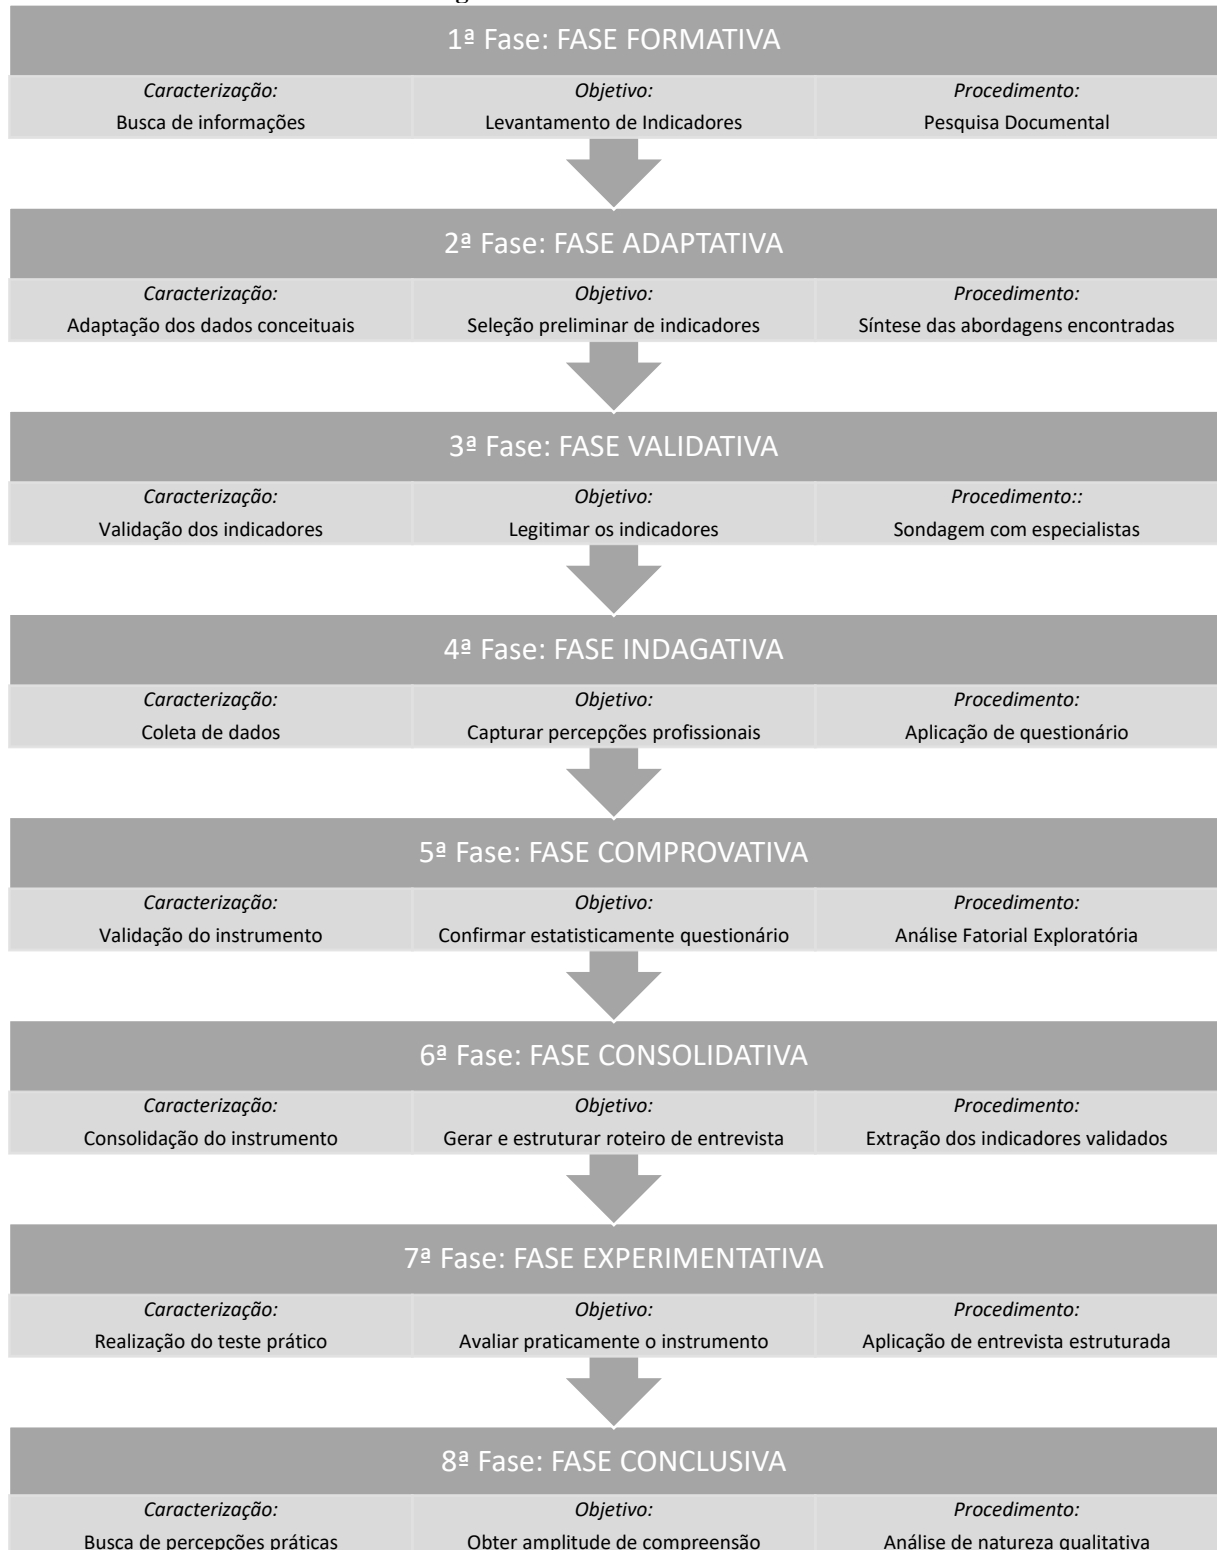 1ª Fase: FASE FORMATIVA
Caracterização: Objetivo: Procedimento:
Busca de informações Levantamento de Indicadores Pesquisa Documental
2ª Fase: FASE ADAPTATIVA
Caracterização: Objetivo: Procedimento:
Adaptação dos dados conceituais Seleção preliminar de indicadores Síntese das abordagens encontradas
3ª Fase: FASE VALIDATIVA
Caracterização: Objetivo: Procedimento::
Validação dos indicadores Legitimar os indicadores Sondagem com especialistas
4ª Fase: FASE INDAGATIVA
Caracterização: Objetivo: Procedimento:
Coleta de dados Capturar percepções profissionais Aplicação de questionário
5ª Fase: FASE COMPROVATIVA
Caracterização: Objetivo: Procedimento:
Validação do instrumento Confirmar estatisticamente questionário Análise Fatorial Exploratória
6ª Fase: FASE CONSOLIDATIVA
Caracterização: Objetivo: Procedimento:
Consolidação do instrumento Gerar e estruturar roteiro de entrevista Extração dos indicadores validados
7ª Fase: FASE EXPERIMENTATIVA
Caracterização: Objetivo: Procedimento:
Realização do teste prático Avaliar praticamente o instrumento Aplicação de entrevista estruturada
8ª Fase: FASE CONCLUSIVA
Caracterização: Objetivo: Procedimento:
Busca de percepções práticas Obter amplitude de compreensão Análise de natureza qualitativa